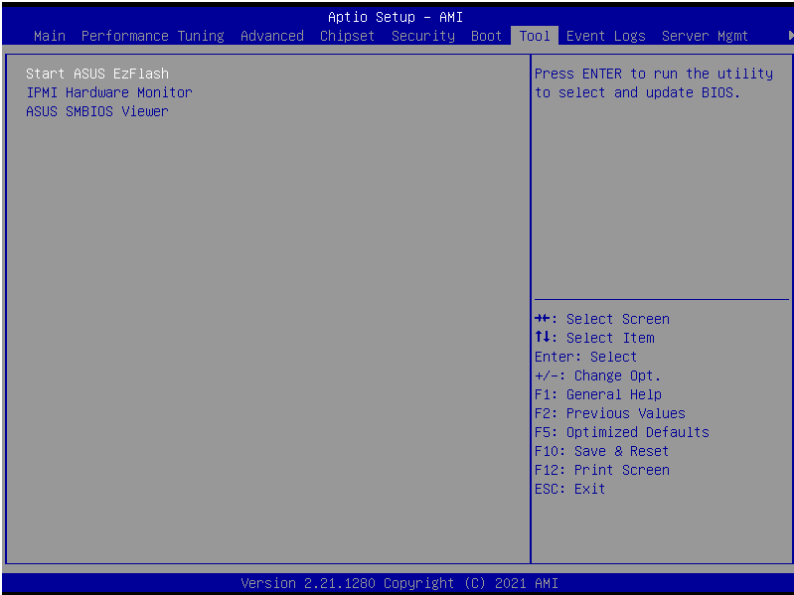 Aptio Setup – AMI
Main Performance Tuning Advanced Chipset Security Boot Tool Event Logs Server Mgmt
Start ASUS EzFlash
IPMI Hardware Monitor
ASUS SMBIOS Viewer
Press ENTER to run the utility
to select and update BIOS.
→←: Select Screen
↑↓: Select Item
Enter: Select
+/-: Change Opt.
F1: General Help
F2: Previous Values
F5: Optimized Defaults
F10: Save & Reset
F12: Print Screen
ESC: Exit
Version 2.21.1280 Copyright (C) 2021 AMI